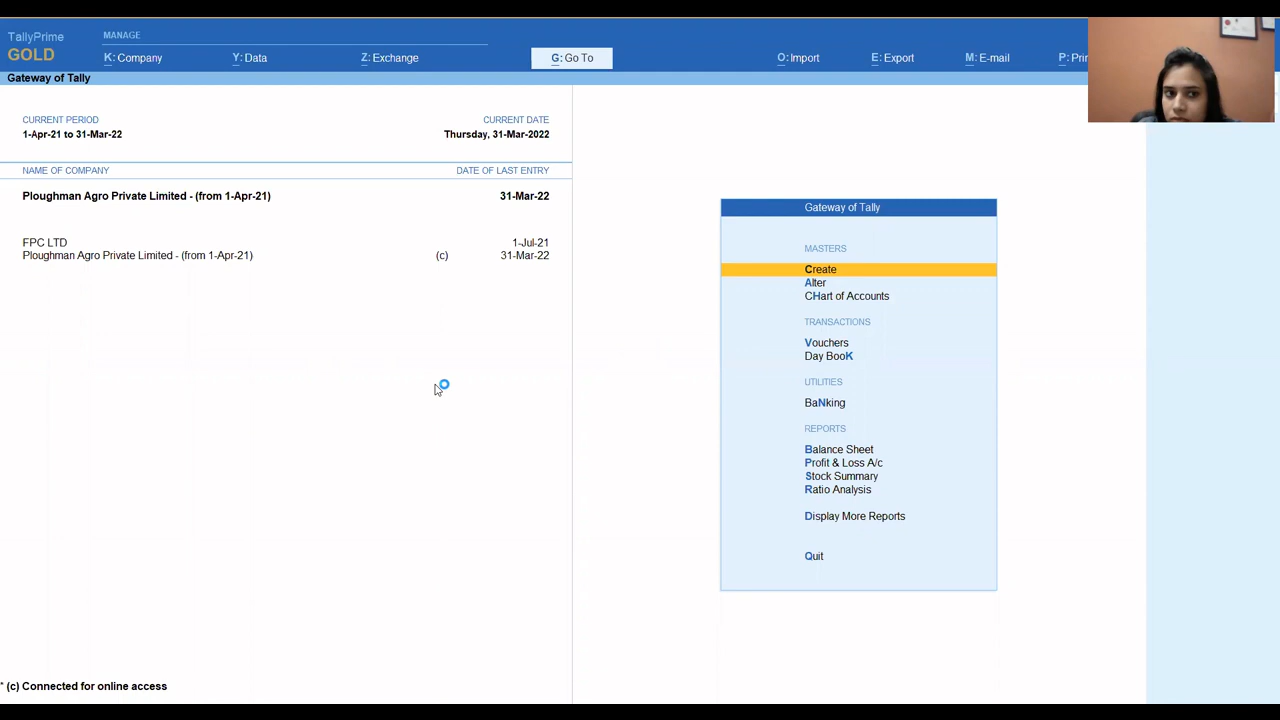 TallyPrime
GOLD
MANAGE
K: Company
Y: Data
Z: Exchange
G: Go To
O: Import
E: Export
M: E-mail
Gateway of Tally
CURRENT PERIOD
CURRENT DATE
1-Apr-21 to 31-Mar-22
Thursday, 31-Mar-2022
NAME OF COMPANY
DATE OF LAST ENTRY
Ploughman Agro Private Limited - (from 1-Apr-21)
31-Mar-22
FPC LTD
1-Jul-21
Ploughman Agro Private Limited - (from 1-Apr-21)
(c)
31-Mar-22
Gateway of Tally
MASTERS
Create
Alter
CHart of Accounts
TRANSACTIONS
Vouchers
Day BooK
UTILITIES
BaNking
REPORTS
Balance Sheet
Profit & Loss A/c
Stock Summary
Ratio Analysis
Display More Reports
Quit
* (c) Connected for online access